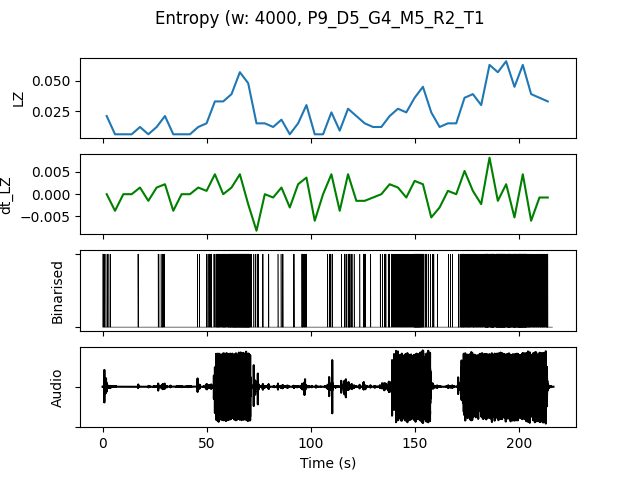 Entropy (w: 4000, P9_D5_G4_M5_R2_T1
LZ
0.050
0.025
dt_LZ
0.005
0.000
−0.005
Binarised
Audio
0 50 100 150 200
Time (s)